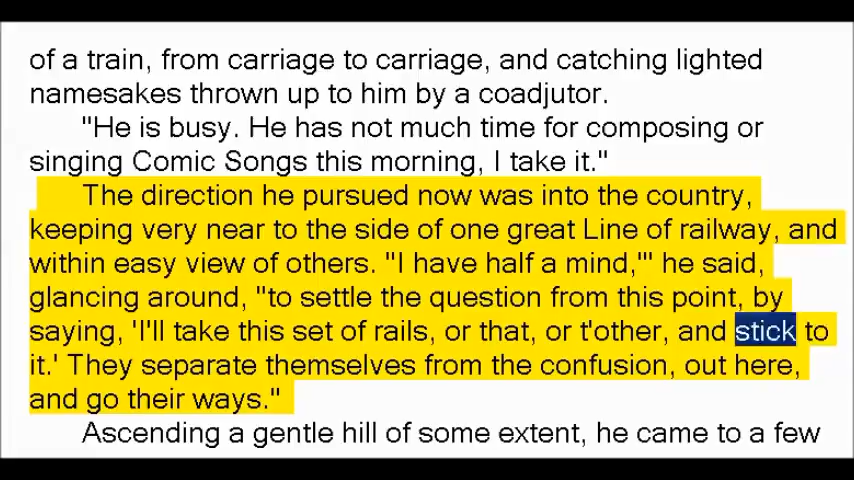 of a train, from carriage to carriage, and catching lighted
namesakes thrown up to him by a coadjutor.
"He is busy. He has not much time for composing or
singing Comic Songs this morning, I take it."
The direction he pursued now was into the country,
keeping very near to the side of one great Line of railway, and
within easy view of others. "I have half a mind,'" he said,
glancing around, "to settle the question from this point, by
saying, 'I'll take this set of rails, or that, or t'other, and stick to
it.' They separate themselves from the confusion, out here,
and go their ways."
Ascending a gentle hill of some extent, he came to a few